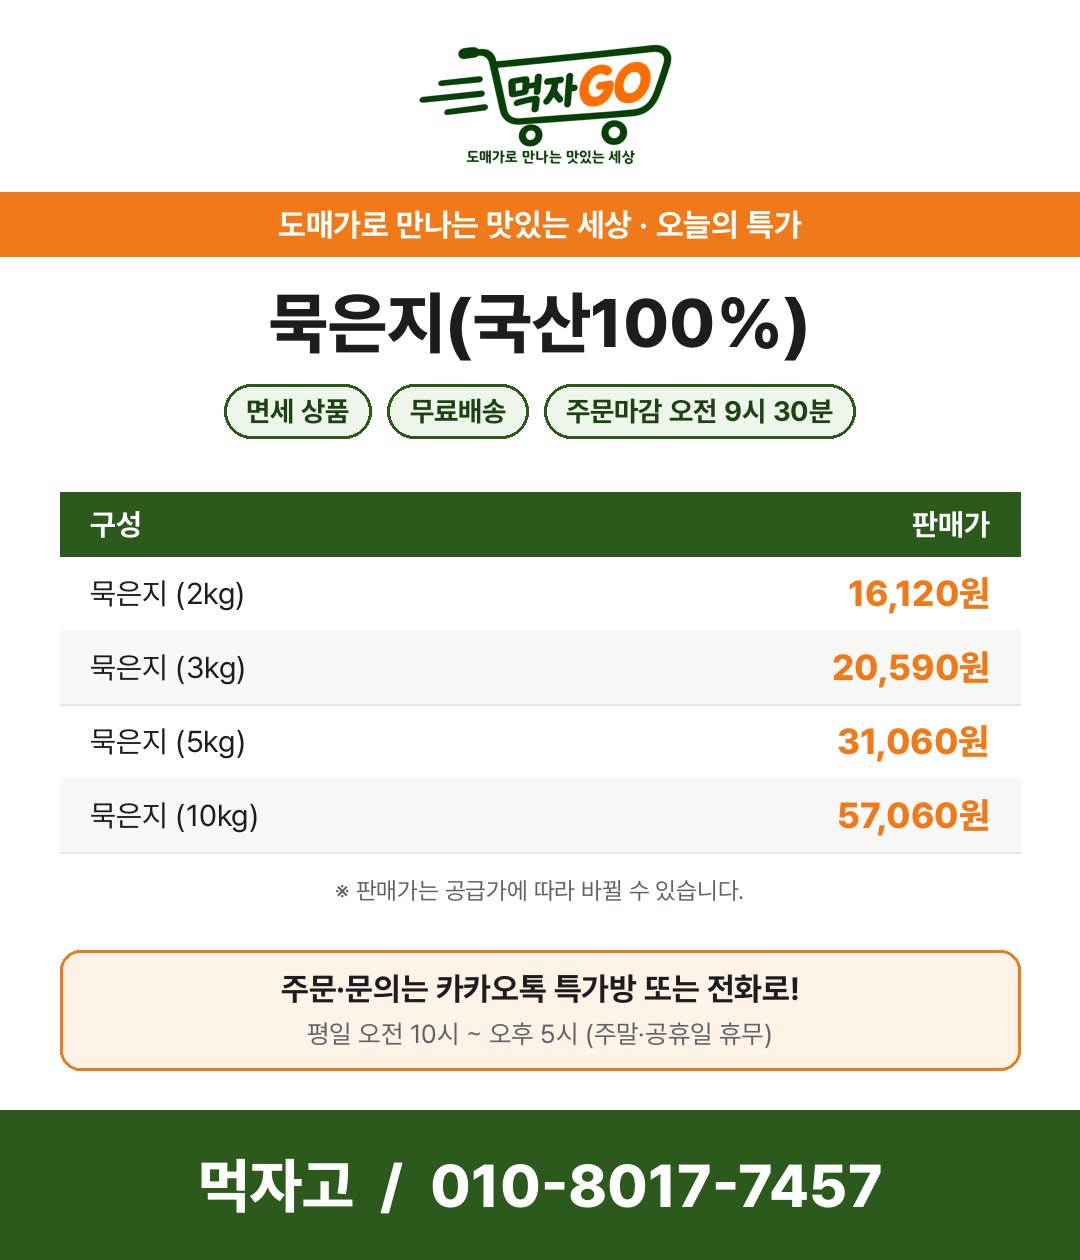 먹자GO
도매가로 만나는 맛있는 세상
도매가로 만나는 맛있는 세상 · 오늘의 특가
묵은지(국산100%)
면세 상품 무료배송 주문마감 오전 9시 30분
구성 판매가
묵은지 (2kg) 16,120원
묵은지 (3kg) 20,590원
묵은지 (5kg) 31,060원
묵은지 (10kg) 57,060원
※ 판매가는 공급가에 따라 바뀔 수 있습니다.
주문·문의는 카카오톡 특가방 또는 전화로!
평일 오전 10시 ~ 오후 5시 (주말·공휴일 휴무)
먹자고 / 010-8017-7457